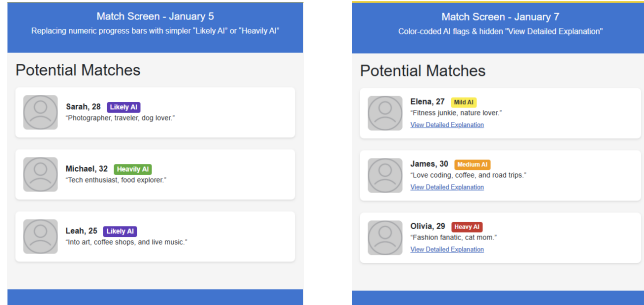 Match Screen - January 5
Replacing numeric progress bars with simpler "Likely AI" or "Heavily AI"
Potential Matches
Sarah, 28 Likely AI
"Photographer, traveler, dog lover."
Michael, 32 Heavily AI
"Tech enthusiast, food explorer."
Leah, 25 Likely AI
"Into art, coffee shops, and live music."
Match Screen - January 7
Color-coded AI flags & hidden "View Detailed Explanation"
Potential Matches
Elena, 27 Mild AI
"Fitness junkie, nature lover."
View Detailed Explanation
James, 30 Medium AI
"Love coding, coffee, and road trips."
View Detailed Explanation
Olivia, 29 Heavy AI
"Fashion fanatic, cat mom."
View Detailed Explanation